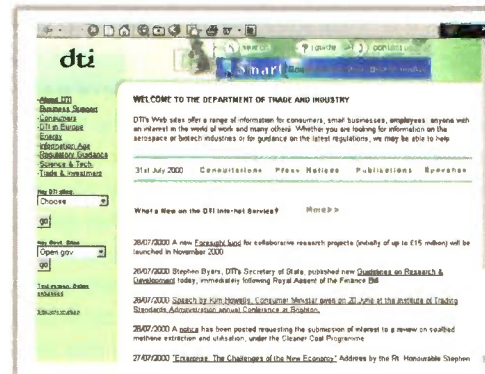 dti
search
guide
contact us
Smart
About DTI
Business Support
Consumers
DTI in Europe
Energy
Information Age
Regulatory Guidance
Science & Tech.
Trade & Investment
WELCOME TO THE DEPARTMENT OF TRADE AND INDUSTRY
DTI's Web sites offer a range of information for consumers, small businesses, employees, anyone with
an interest in the world of work and many others. Whether you are looking for information on the
aerospace or biotech industries or for guidance on the latest regulations, we may be able to help.
31st July 2000 Consultations Press Notices Publications Speeches
Key DTI sites:
Choose
go
Key Govt. Sites
Open.gov
go
Text version
What's New on the DTI Internet Service? More>>
28/07/2000 A new Foresight fund for collaborative research projects (initially of up to £15 million) will be
launched in November 2000
28/07/2000 Stephen Byers, DTI's Secretary of State, published new Guidelines on Research &
Development today, immediately following Royal Assent of the Finance Bill
28/07/2000 Speech by Kim Howells, Consumer Minister given on 20 June at the Institute of Trading
Standards Administration annual Conference at Brighton.
28/07/2000 A notice has been posted requesting the submission of interest to a review on coalbed
methane extraction and utilisation, under the Cleaner Coal Programme
27/07/2000 "Enterprise: The Challenges of the New Economy" Address by the Rt. Honourable Stephen